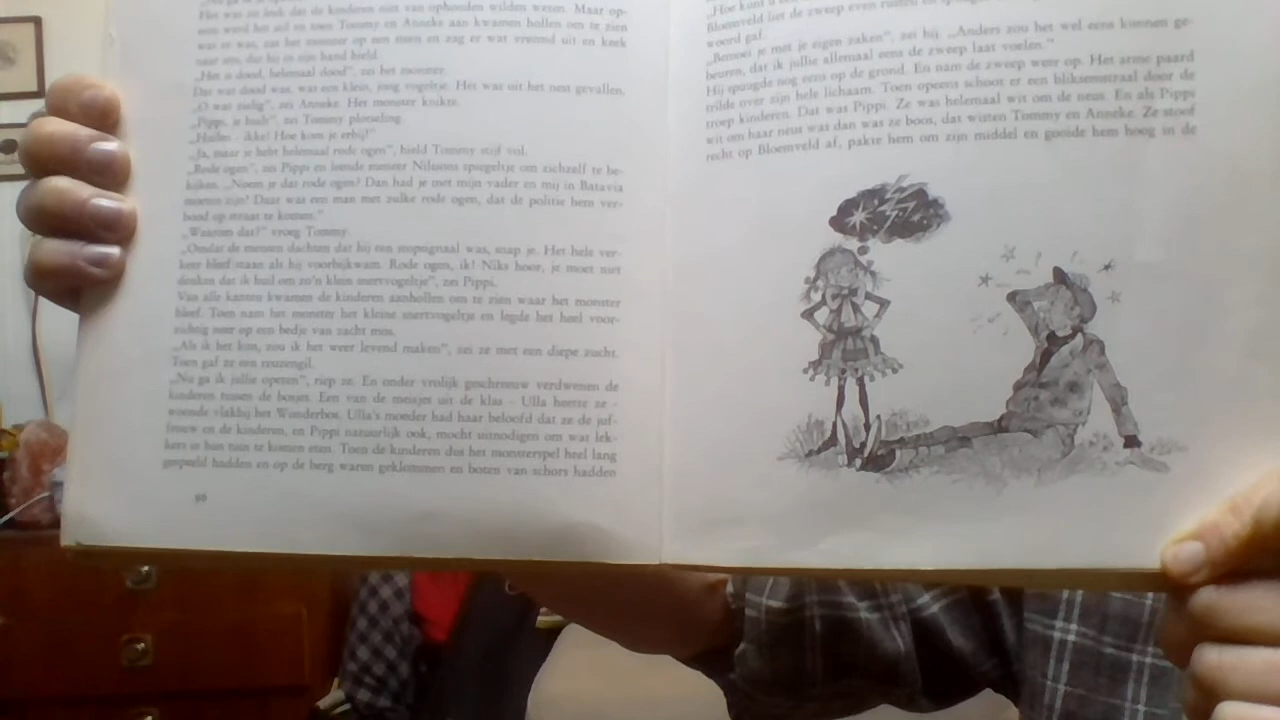 Het was zo leuk dat de kinderen niet van ophouden wilden weten. Maar op-
eens werd het stil en toen Tommy en Anneke aan kwamen hollen om te zien
wat er was, zat het monster op een steen en zag er wat vreemd uit en keek
naar iets, dat hij in zijn hand hield.
„Het is dood, helemaal dood”, zei het monster.
Dat wat dood was, was een klein, jong vogeltje. Het was uit het nest gevallen.
„O wat zielig”, zei Anneke. Het monster knikte.
„Pippi, je huilt”, zei Tommy plotseling.
„Huilen - ikke? Hoe kom je erbij!”
„Ja, maar je hebt helemaal rode ogen”, hield Tommy stijf vol.
„Rode ogen”, zei Pippi en leende meneer Nilssons spiegeltje om zichzelf te be-
kijken. „Noem je dat rode ogen? Dan had je met mijn vader en mij in Batavia
moeten zijn! Daar was een man met zulke rode ogen, dat de politie hem ver-
bood op straat te komen.”
„Waarom dat?” vroeg Tommy.
„Omdat de mensen dachten dat hij een stopsignaal was, snap je. Het hele ver-
keer bleef staan als hij voorbijkwam. Rode ogen, ik! Niks hoor, je moet niet
denken dat ik huil om zo'n klein snertvogeltje”, zei Pippi.
Van alle kanten kwamen de kinderen aanhollen om te zien waar het monster
bleef. Toen nam het monster het kleine snertvogeltje en legde het heel voor-
zichtig neer op een bedje van zacht mos.
„Als ik het kon, zou ik het weer levend maken”, zei ze met een diepe zucht.
Toen gaf ze een reuzengil.
„Nu ga ik jullie opeten”, riep ze. En onder vrolijk geschreeuw verdwenen de
kinderen tussen de bosjes. Een van de meisjes uit de klas – Ulla heette ze -
woonde vlakbij het Wonderbos. Ulla's moeder had haar beloofd dat ze de juf-
frouw en de kinderen, en Pippi natuurlijk ook, mocht uitnodigen om wat lek-
kers in hun tuin te komen eten. Toen de kinderen dus het monsterspel heel lang
gespeeld hadden en op de berg waren geklommen en boten van schors hadden
90
„Hoe kunt u
Bloemveld liet de zweep even rusten en
woord gaf.
„Bemoei je met je eigen zaken”, zei hij. „Anders zou het wel eens kunnen ge-
beuren, dat ik jullie allemaal eens de zweep laat voelen.”
Hij spuugde nog eens op de grond. En nam de zweep weer op. Het arme paard
trilde over zijn hele lichaam. Toen opeens schoot er een bliksemstraal door de
troep kinderen. Dat was Pippi. Ze was helemaal wit om de neus. En als Pippi
wit om haar neus was dan was ze boos, dat wisten Tommy en Anneke. Ze stoof
recht op Bloemveld af, pakte hem om zijn middel en gooide hem hoog in de